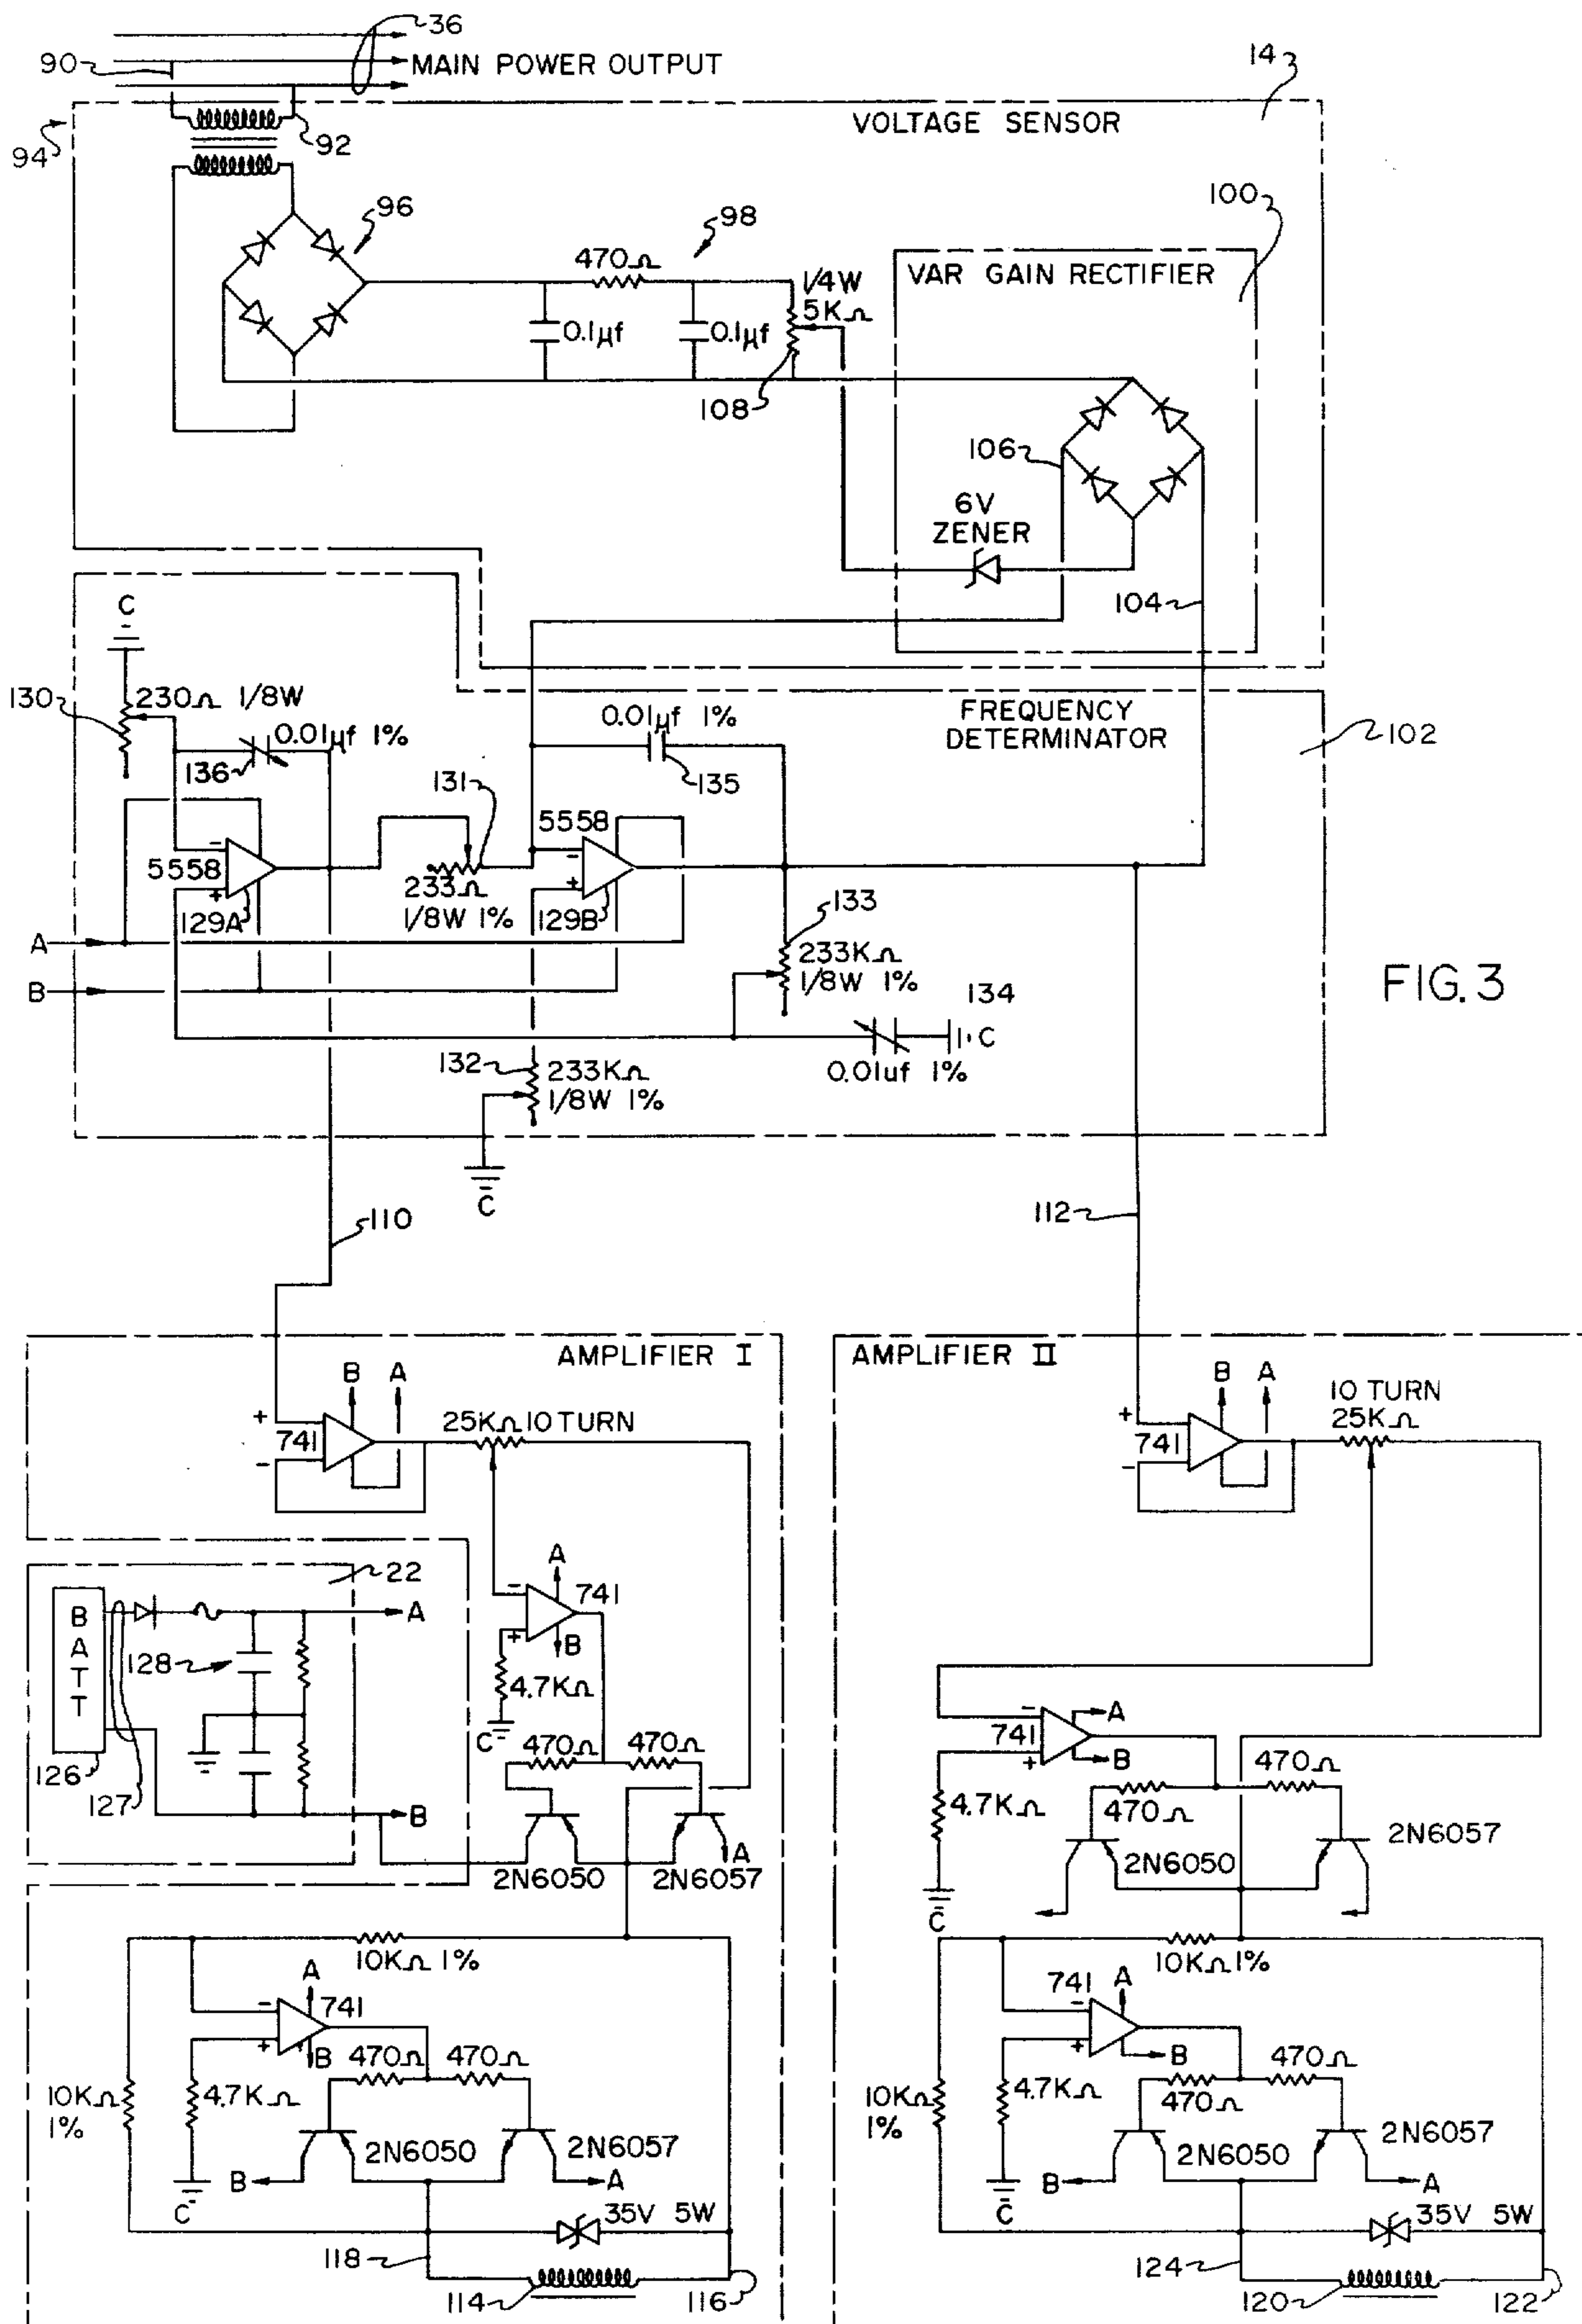 36
90
MAIN POWER OUTPUT
14
VOLTAGE SENSOR
92
94
96
98
100
470Ω
VAR GAIN RECTIFIER
1/4W
5KΩ
0.1µf
0.1µf
108
106
6V
ZENER
104
C
130
230Ω 1/8W
0.01µf 1%
136
0.01µf 1%
135
FREQUENCY
DETERMINATOR
102
131
5558
-
5558
+
129A
-
+
129B
233Ω
1/8W 1%
133
233KΩ
1/8W 1%
A
B
134
C
0.01uf 1%
FIG. 3
132
233KΩ
1/8W 1%
C
110
112
AMPLIFIER I
AMPLIFIER II
B A
+
741
-
25KΩ 10 TURN
B A
+
741
-
10 TURN
25KΩ
22
A
-
741
+
B
4.7KΩ
C
BATT
A
128
126
127
B
470Ω 470Ω
A
2N6050 2N6057
-
741
+
A
B
4.7KΩ
C
470Ω
470Ω
2N6050
2N6057
10KΩ 1%
A
-
741
+
B
470Ω 470Ω
10KΩ
1%
4.7KΩ
2N6050
2N6057
C
B
A
35V 5W
118
114
116
10KΩ 1%
741
A
-
+
B
470Ω
470Ω
10KΩ
1%
4.7KΩ
2N6050
2N6057
C
B
A
35V 5W
124
120
122